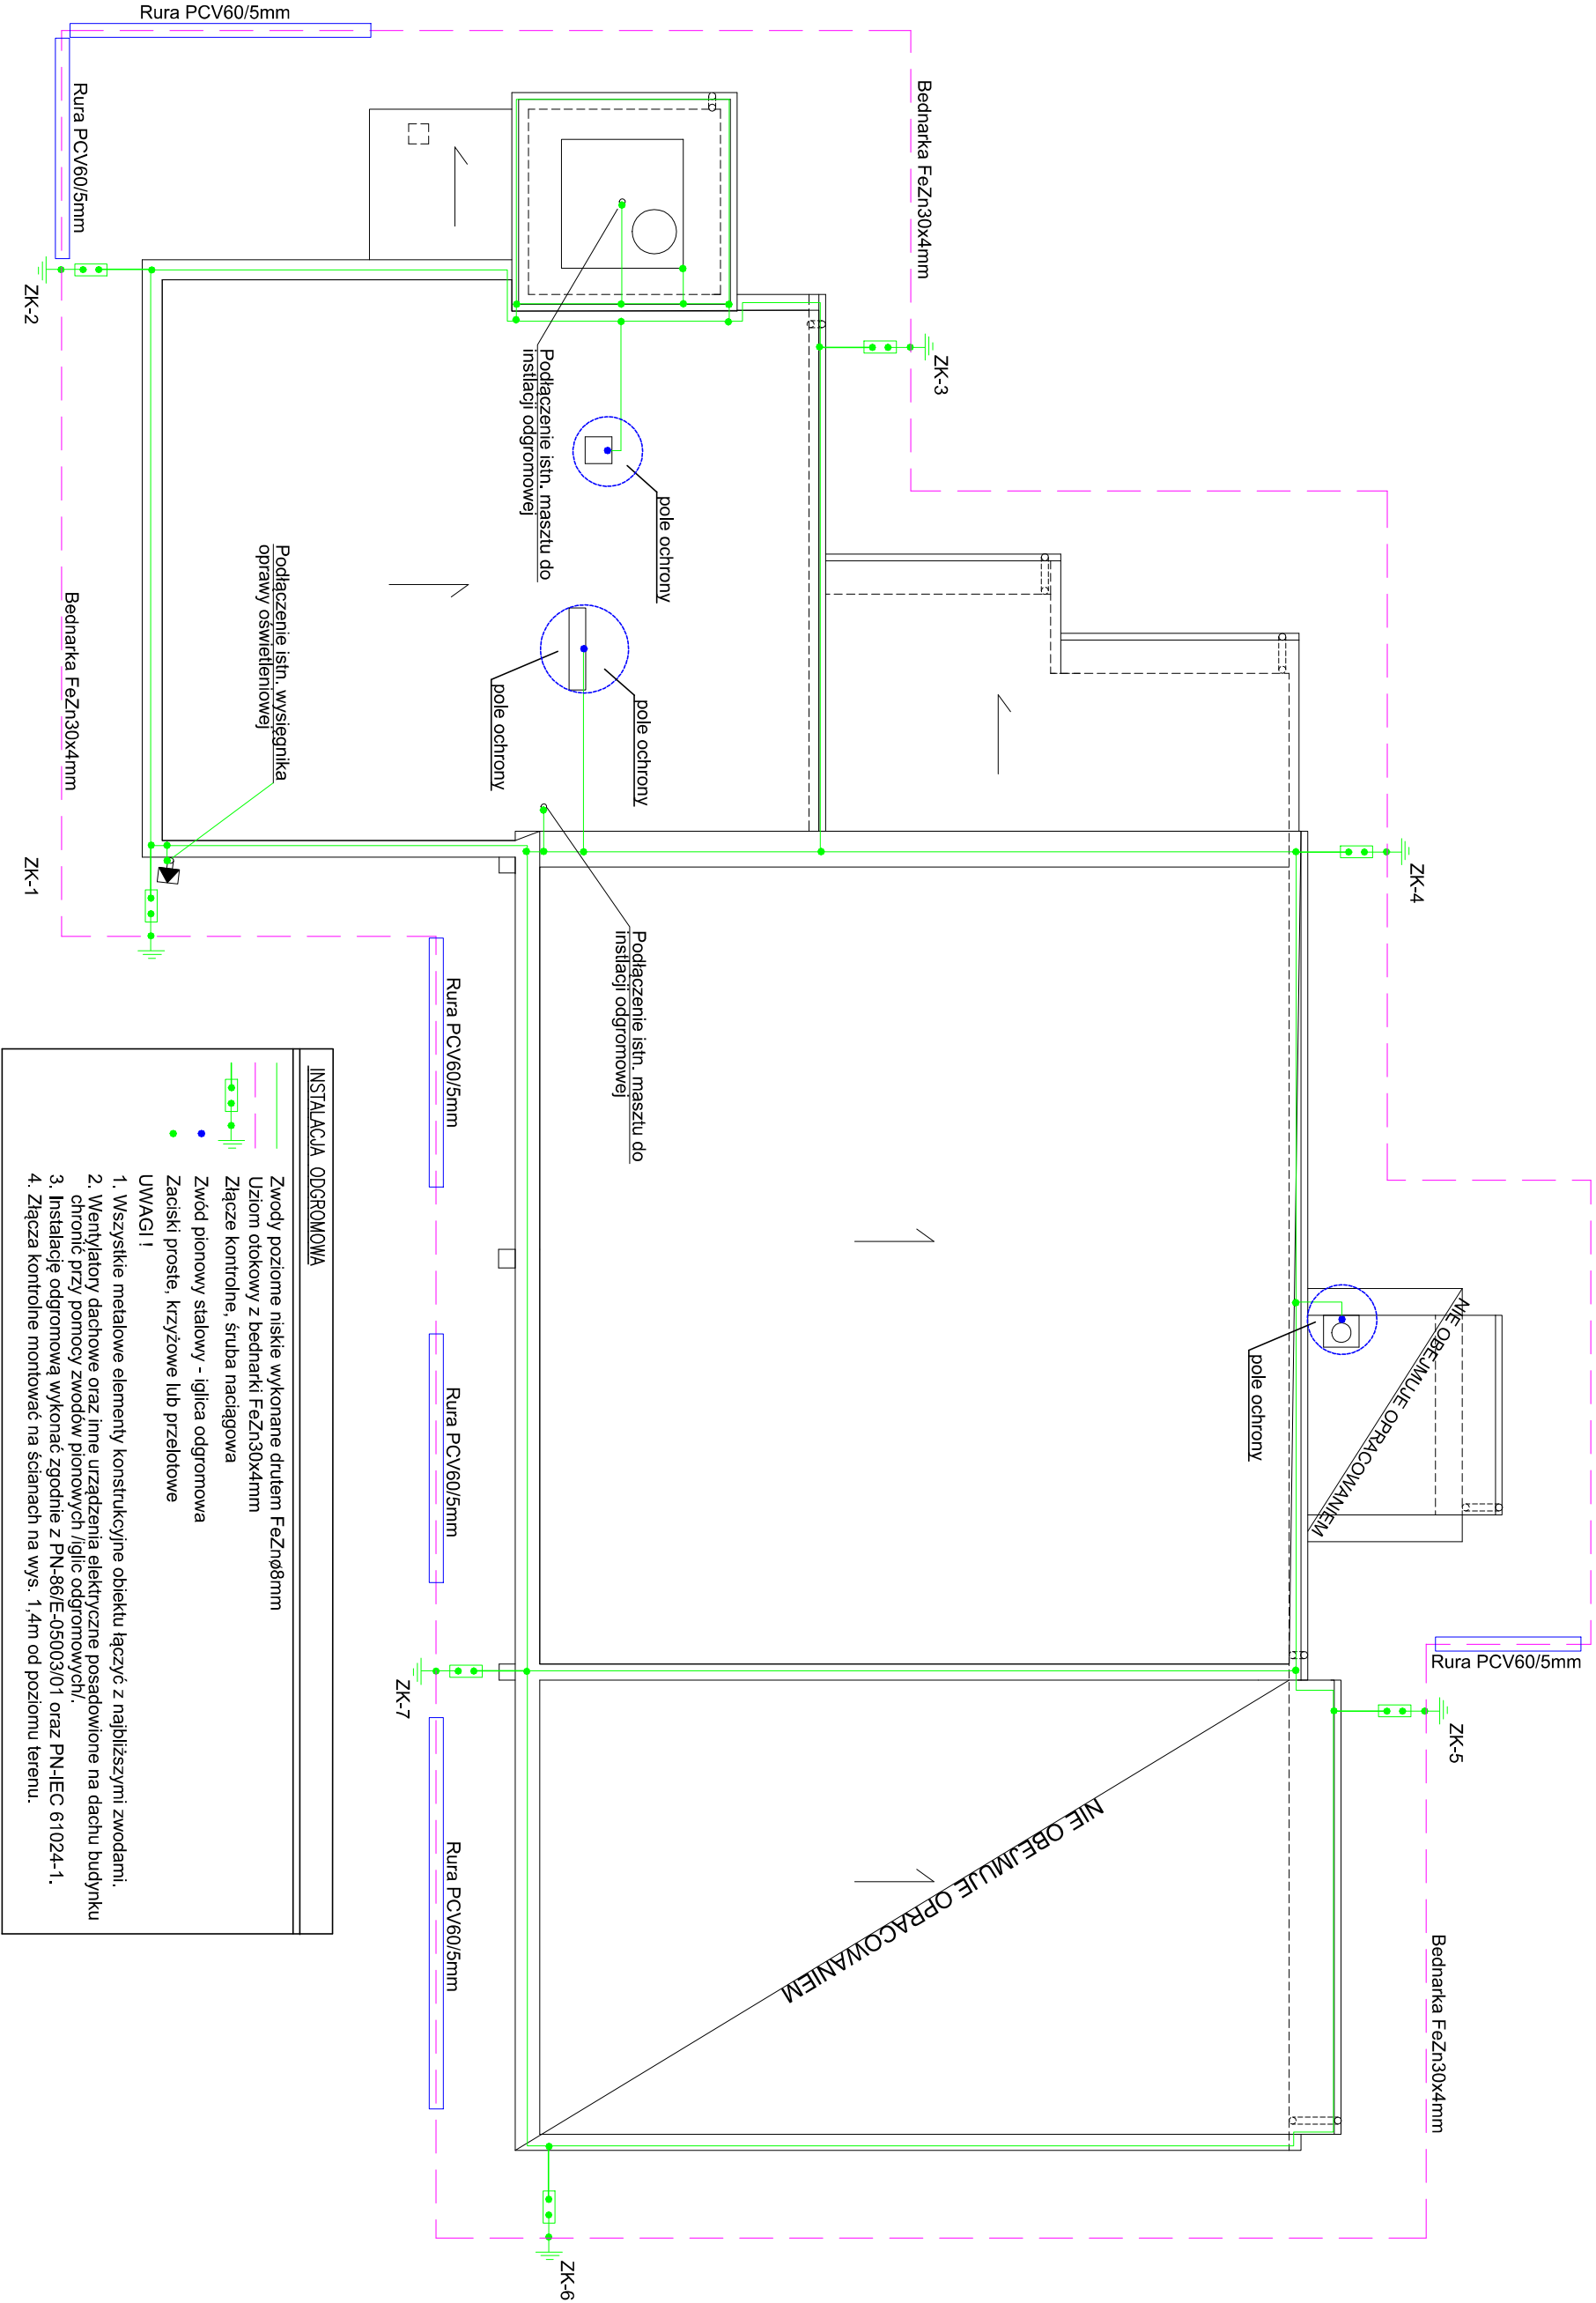 Rura PCV60/5mm
Rura PCV60/5mm
Bednarka FeZn30x4mm
ZK-2
ZK-3
Podłączenie istn. masztu do
instlacji odgromowej
pole ochrony
Podłączenie istn. wysięgnika
oprawy oświetleniowej
Bednarka FeZn30x4mm
pole ochrony
pole ochrony
ZK-1
ZK-4
Podłączenie istn. masztu do
instlacji odgromowej
Rura PCV60/5mm
NIE OBEJMUJE OPRACOWANIEM
pole ochrony
Rura PCV60/5mm
Rura PCV60/5mm
ZK-7
ZK-5
NIE OBEJMUJE OPRACOWANIEM
Rura PCV60/5mm
Bednarka FeZn30x4mm
ZK-6
INSTALACJA ODGROMOWA
Zwody poziome niskie wykonane drutem FeZnø8mm
Uziom otokowy z bednarki FeZn30x4mm
Złącze kontrolne, śruba naciągowa
Zwód pionowy stalowy - iglica odgromowa
Zaciski proste, krzyżowe lub przelotowe
UWAGI !
1. Wszystkie metalowe elementy konstrukcyjne obiektu łączyć z najbliższymi zwodami.
2. Wentylatory dachowe oraz inne urządzenia elektryczne posadowione na dachu budynku
chronić przy pomocy zwodów pionowych /iglic odgromowych/.
3. Instalację odgromową wykonać zgodnie z PN-86/E-05003/01 oraz PN-IEC 61024-1.
4. Złącza kontrolne montować na ścianach na wys. 1,4m od poziomu terenu.